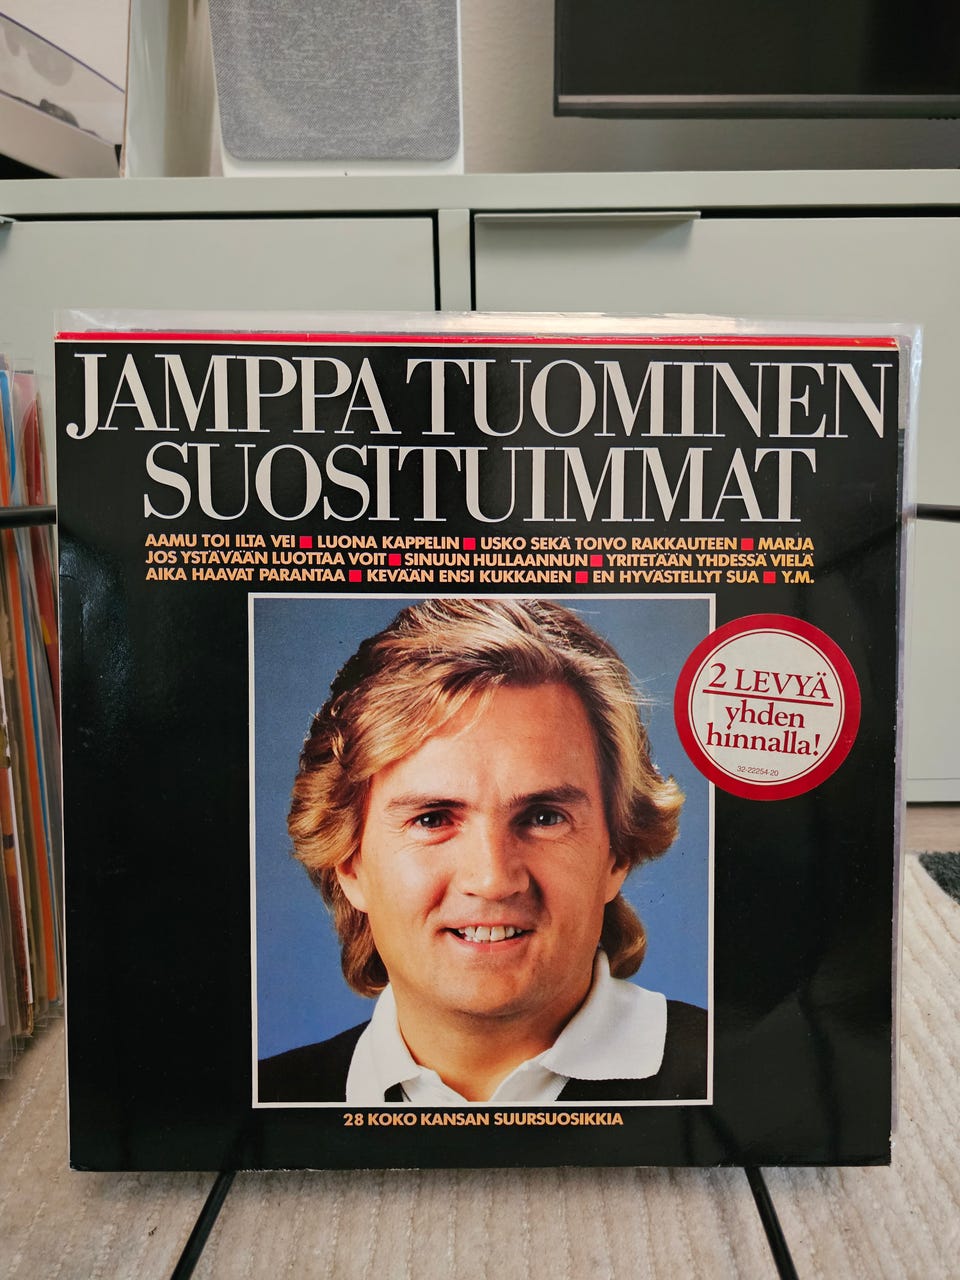 JAMPPA TUOMINEN
SUOSITUIMMAT
AAMU TOI ILTA VEI ■ LUONA KAPPELIN ■ USKO SEKÄ TOIVO RAKKAUTEEN ■ MARJA
JOS YSTÄVÄÄN LUOTTAA VOIT ■ SINUUN HULLAANNUN ■ YRITETÄÄN YHDESSÄ VIELÄ
AIKA HAAVAT PARANTAA ■ KEVÄÄN ENSI KUKKANEN ■ EN HYVÄSTELLYT SUA ■ Y.M.
2 LEVYÄ
yhden
hinnalla!
32-22254-20
28 KOKO KANSAN SUURSUOSIKKIA